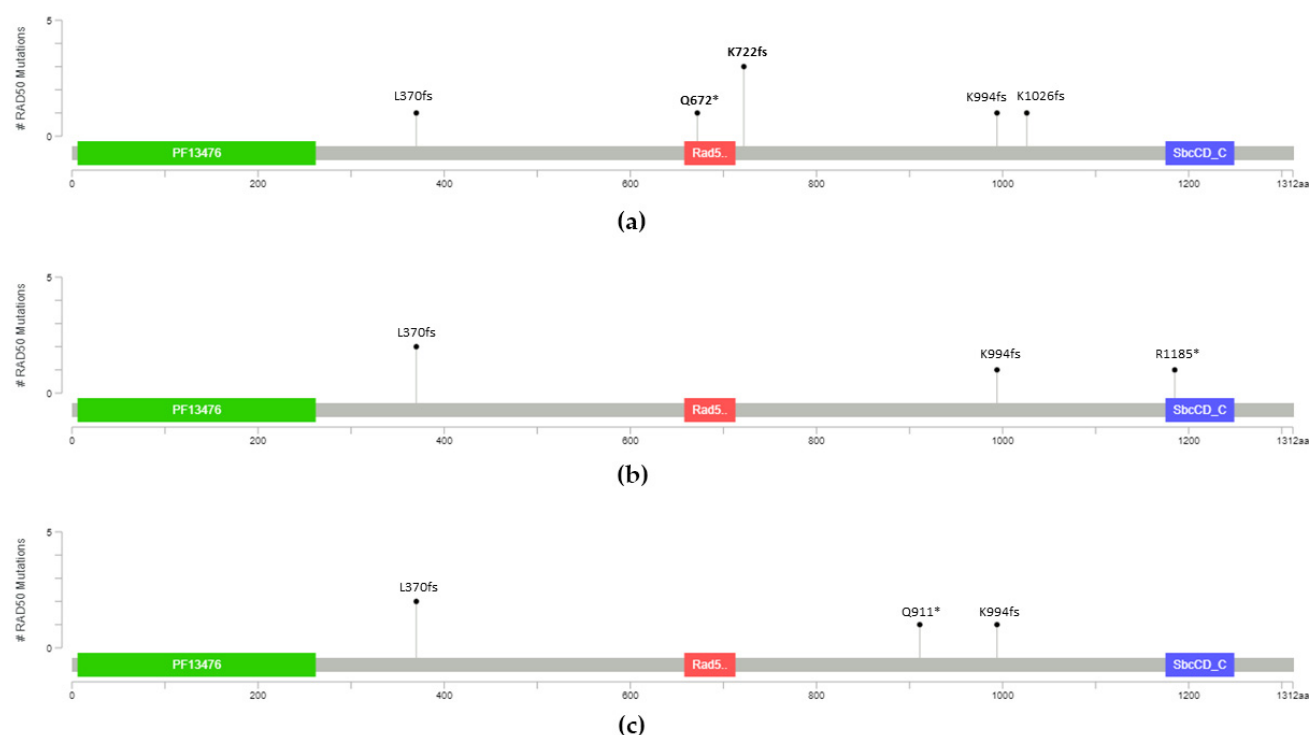 # RAD50 Mutations
5
0
L370fs
Q672*
K722fs
K994fs
K1026fs
PF13476
Rad5..
SbcCD_C
0 200 400 600 800 1000 1200 1312aa
(a)
# RAD50 Mutations
5
0
L370fs
K994fs
R1185*
PF13476
Rad5..
SbcCD_C
0 200 400 600 800 1000 1200 1312aa
(b)
# RAD50 Mutations
5
0
L370fs
Q911*
K994fs
PF13476
Rad5..
SbcCD_C
0 200 400 600 800 1000 1200 1312aa
(c)